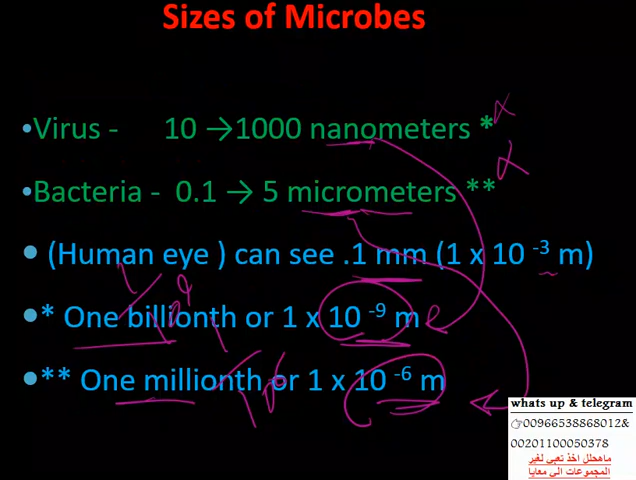 Sizes of Microbes
•Virus - 10 →1000 nanometers *
•Bacteria - 0.1 → 5 micrometers **
• (Human eye ) can see .1 mm (1 x 10 -3 m)
•* One billionth or 1 x 10 -9 m
•** One millionth or 1 x 10 -6 m
whats up & telegram
👉00966538868012&
00201100050378
ماهحلل اخذ تعبي لغير
المجموعات الى معايا